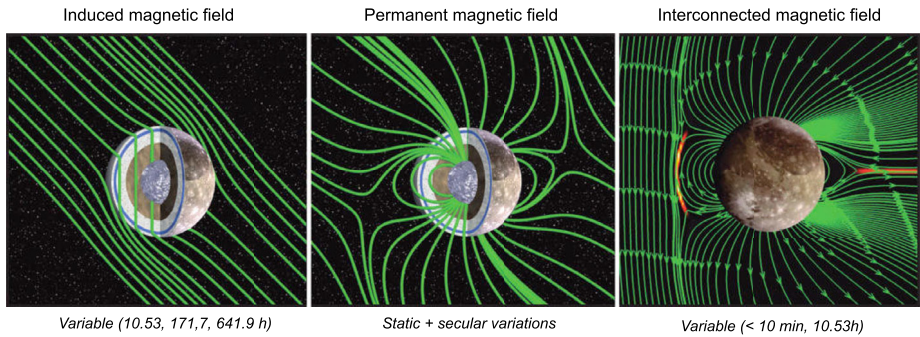 Induced magnetic field
Permanent magnetic field
Interconnected magnetic field
Variable (10.53, 171,7, 641.9 h)
Static + secular variations
Variable (< 10 min, 10.53h)